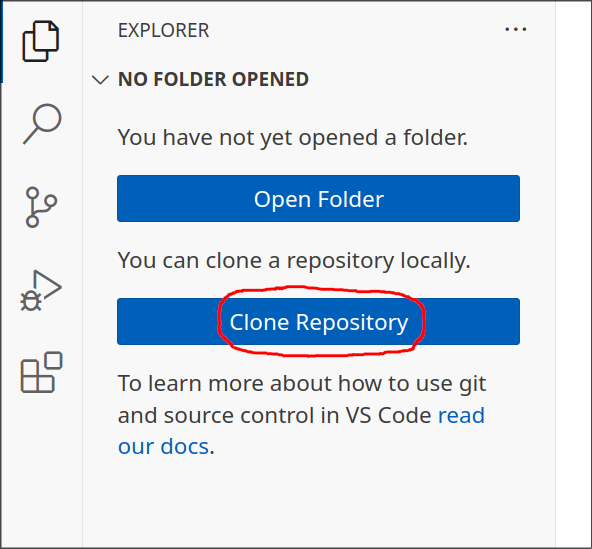 EXPLORER ...
NO FOLDER OPENED
You have not yet opened a folder.
Open Folder
You can clone a repository locally.
Clone Repository
To learn more about how to use git
and source control in VS Code read
our docs.